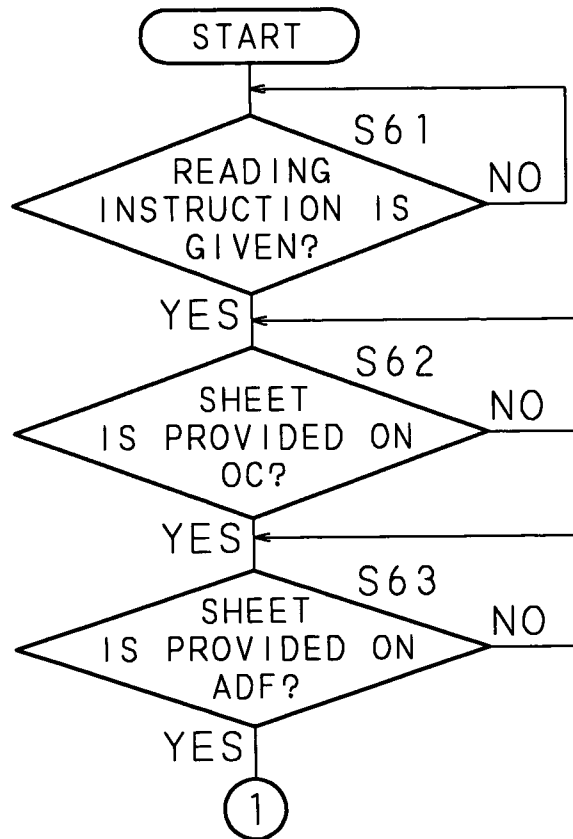 START
S61
READING
INSTRUCTION IS
GIVEN?
NO
YES
S62
SHEET
IS PROVIDED ON
OC?
NO
YES
S63
SHEET
IS PROVIDED ON
ADF?
NO
YES
1